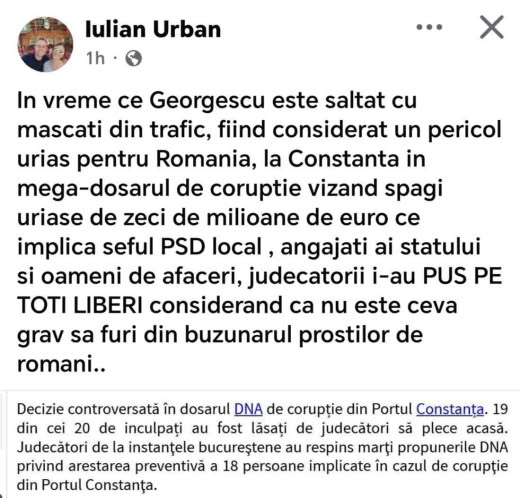 Iulian Urban
1h ·
In vreme ce Georgescu este saltat cu
mascati din trafic, fiind considerat un pericol
urias pentru Romania, la Constanta in
mega-dosarul de coruptie vizand spagi
uriase de zeci de milioane de euro ce
implica seful PSD local , angajati ai statului
si oameni de afaceri, judecatorii i-au PUS PE
TOTI LIBERI considerand ca nu este ceva
grav sa furi din buzunarul prostilor de
romani..
Decizie controversată în dosarul DNA de corupție din Portul Constanța. 19
din cei 20 de inculpați au fost lăsați de judecători să plece acasă.
Judecători de la instanțele bucureștene au respins marți propunerile DNA
privind arestarea preventivă a 18 persoane implicate în cazul de corupție
din Portul Constanţa.